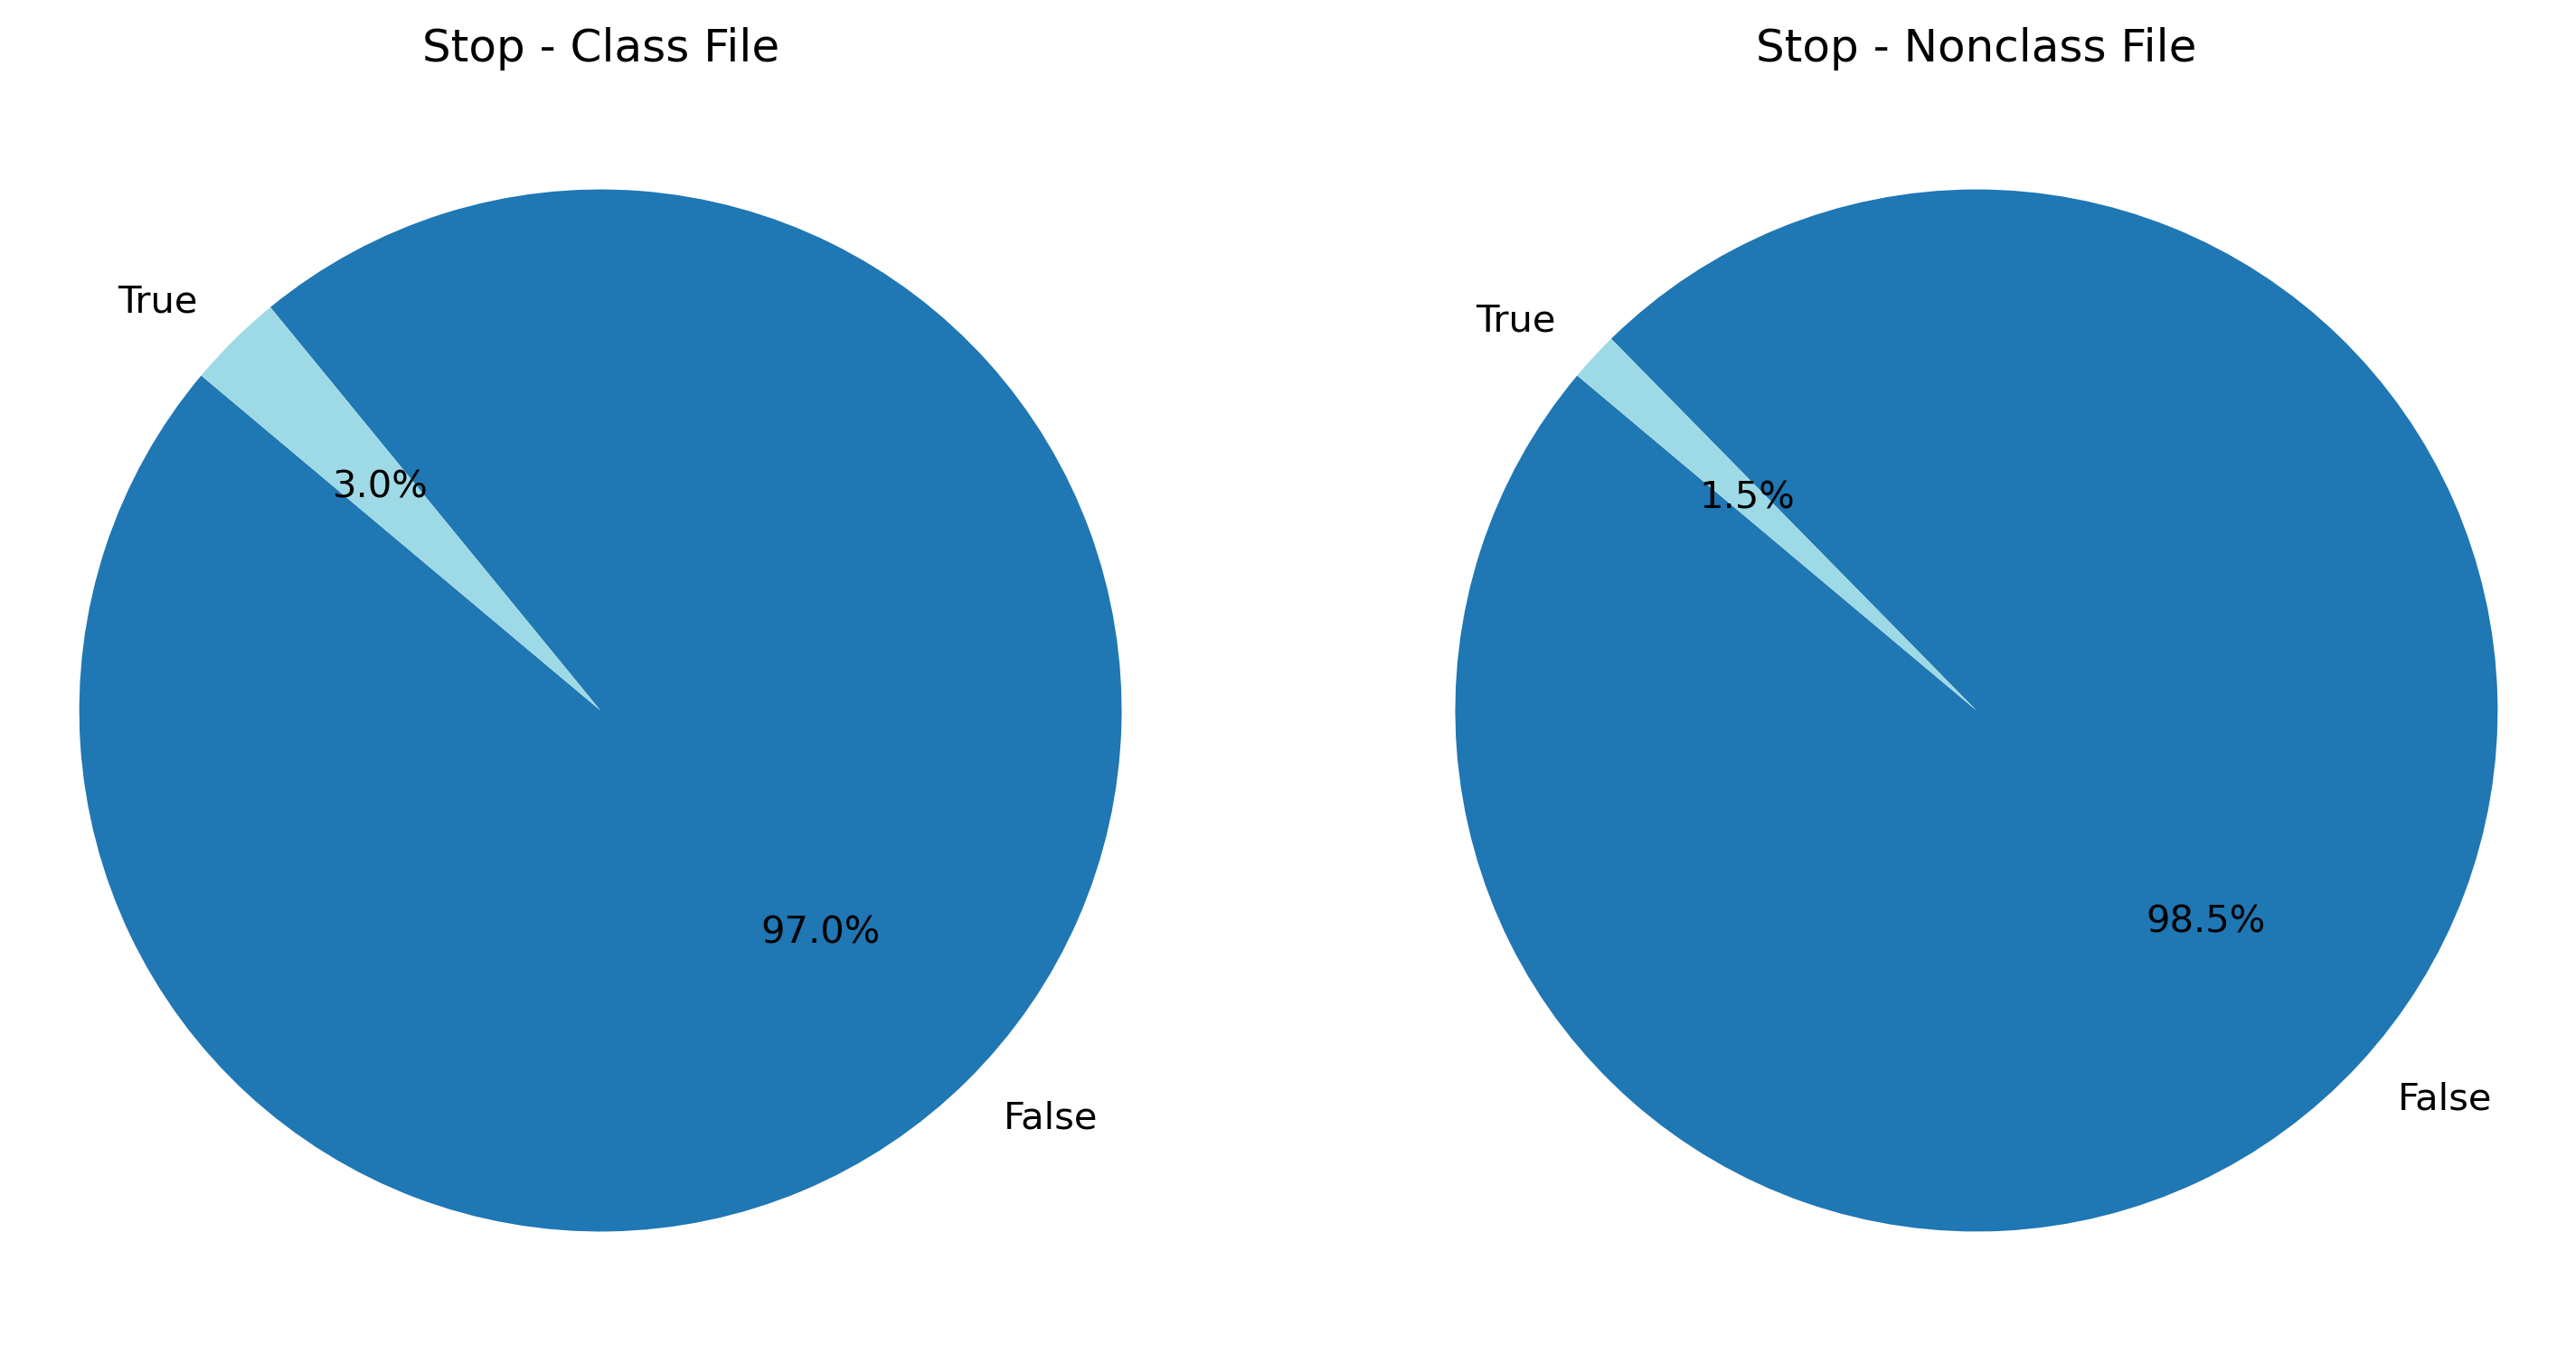 Stop - Class File
True
3.0%
97.0%
False
Stop - Nonclass File
True
1.5%
98.5%
False